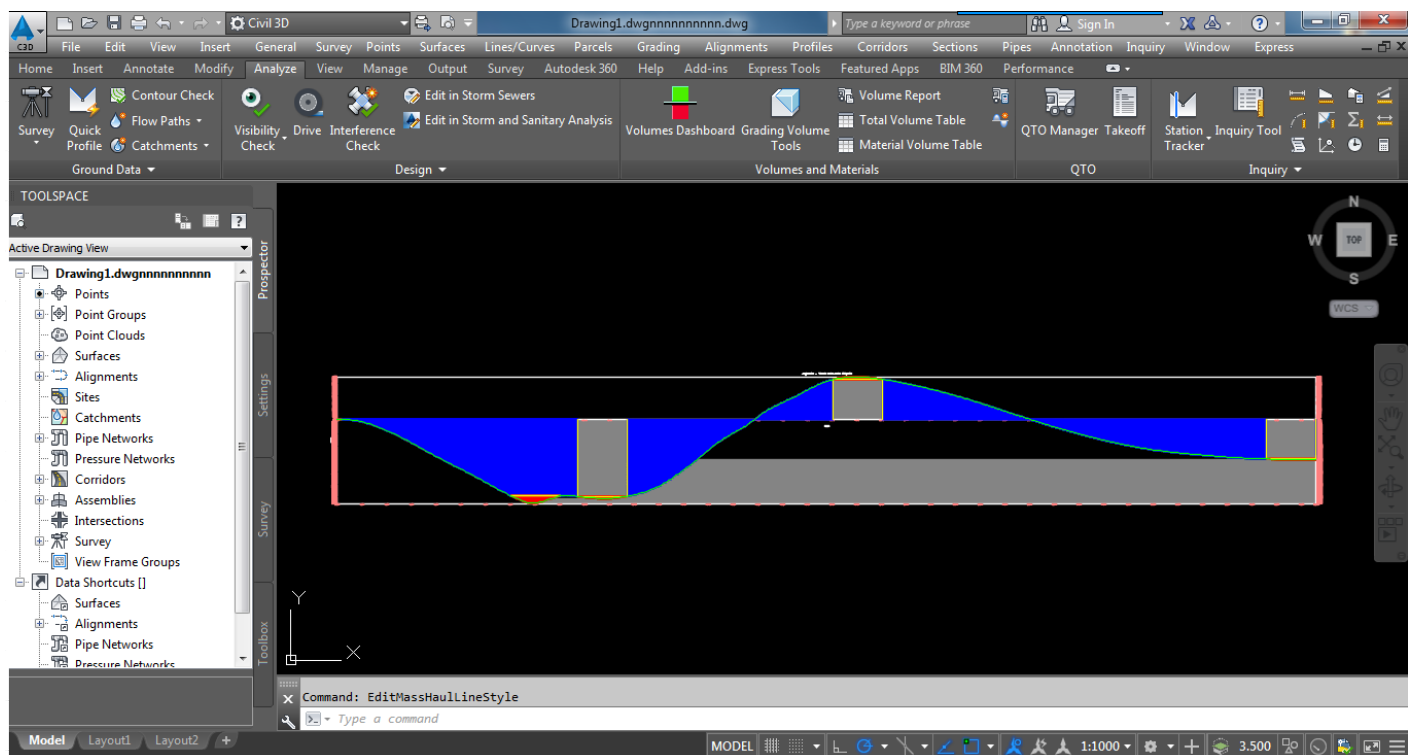 Civil 3D Drawing1.dwgnnnnnnnnnn.dwg Type a keyword or phrase Sign In
C3D File Edit View Insert General Survey Points Surfaces Lines/Curves Parcels Grading Alignments Profiles Corridors Sections Pipes Annotation Inquiry Window Express
Home Insert Annotate Modify Analyze View Manage Output Survey Autodesk 360 Help Add-ins Express Tools Featured Apps BIM 360 Performance
Contour Check Edit in Storm Sewers Volume Report
Flow Paths Edit in Storm and Sanitary Analysis Total Volume Table
Catchments Material Volume Table
Survey Quick Profile Visibility Check Drive Interference Check Volumes Dashboard Grading Volume Tools QTO Manager Takeoff Station Tracker Inquiry Tool
Ground Data Design Volumes and Materials QTO Inquiry
TOOLSPACE
Active Drawing View
Drawing1.dwgnnnnnnnnnn
Points
Point Groups
Point Clouds
Surfaces
Alignments
Sites
Catchments
Pipe Networks
Pressure Networks
Corridors
Assemblies
Intersections
Survey
View Frame Groups
Data Shortcuts []
Surfaces
Alignments
Pipe Networks
Pressure Networks
Prospector
Settings
Survey
Toolbox
N
W TOP E
S
WCS
Y
X
Command: EditMassHaulLineStyle
Type a command
Model Layout1 Layout2 + MODEL 1:1000 3.500